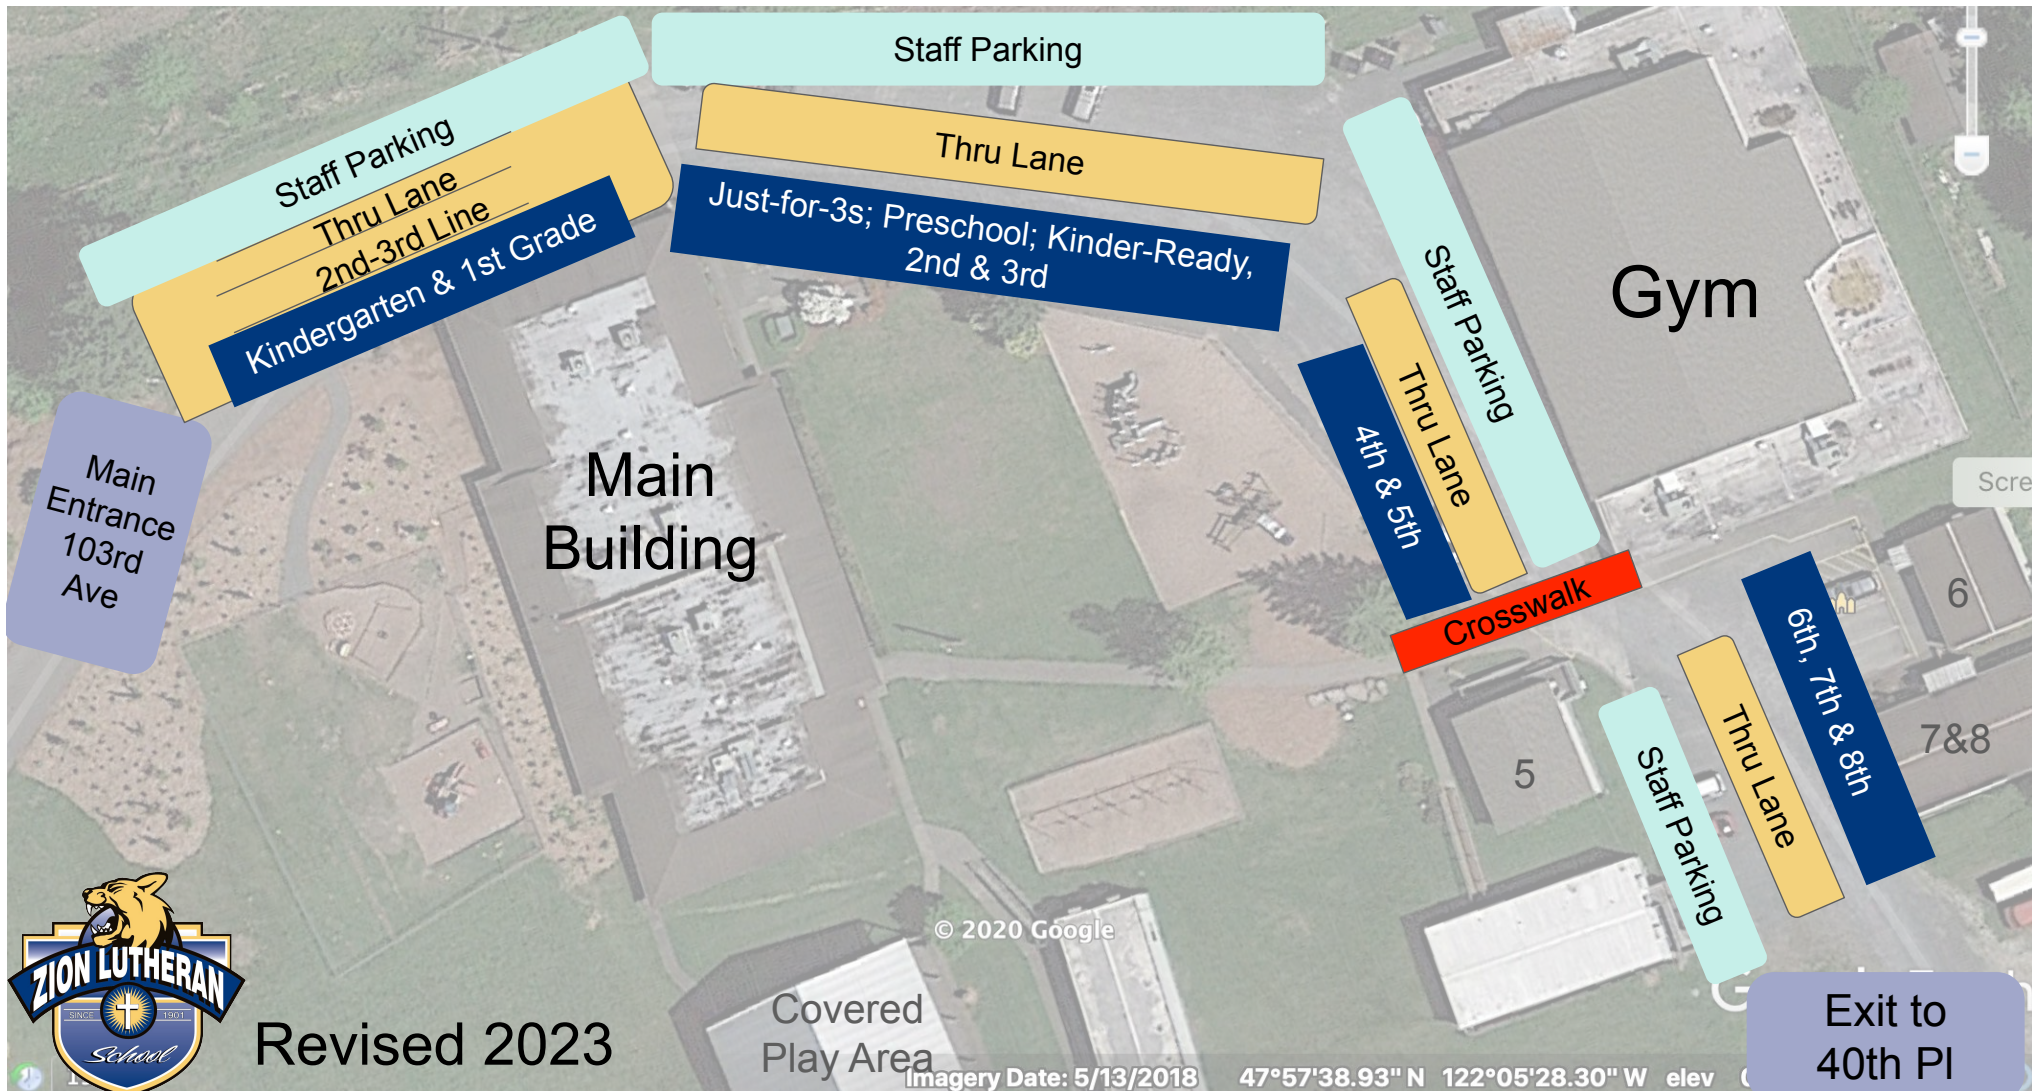 Staff Parking
Staff Parking
Thru Lane
2nd-3rd Line
Kindergarten & 1st Grade
Thru Lane
Just-for-3s; Preschool; Kinder-Ready,
2nd & 3rd
Staff Parking
Thru Lane
4th & 5th
Gym
Main
Entrance
103rd
Ave
Main
Building
Scre
Crosswalk
6
6th, 7th & 8th
7&8
Thru Lane
Staff Parking
5
© 2020 Google
ZION LUTHERAN
SINCE 1901
School
Revised 2023
Covered
Play Area
Exit to
40th Pl
Imagery Date: 5/13/2018 47°57'38.93" N 122°05'28.30" W elev